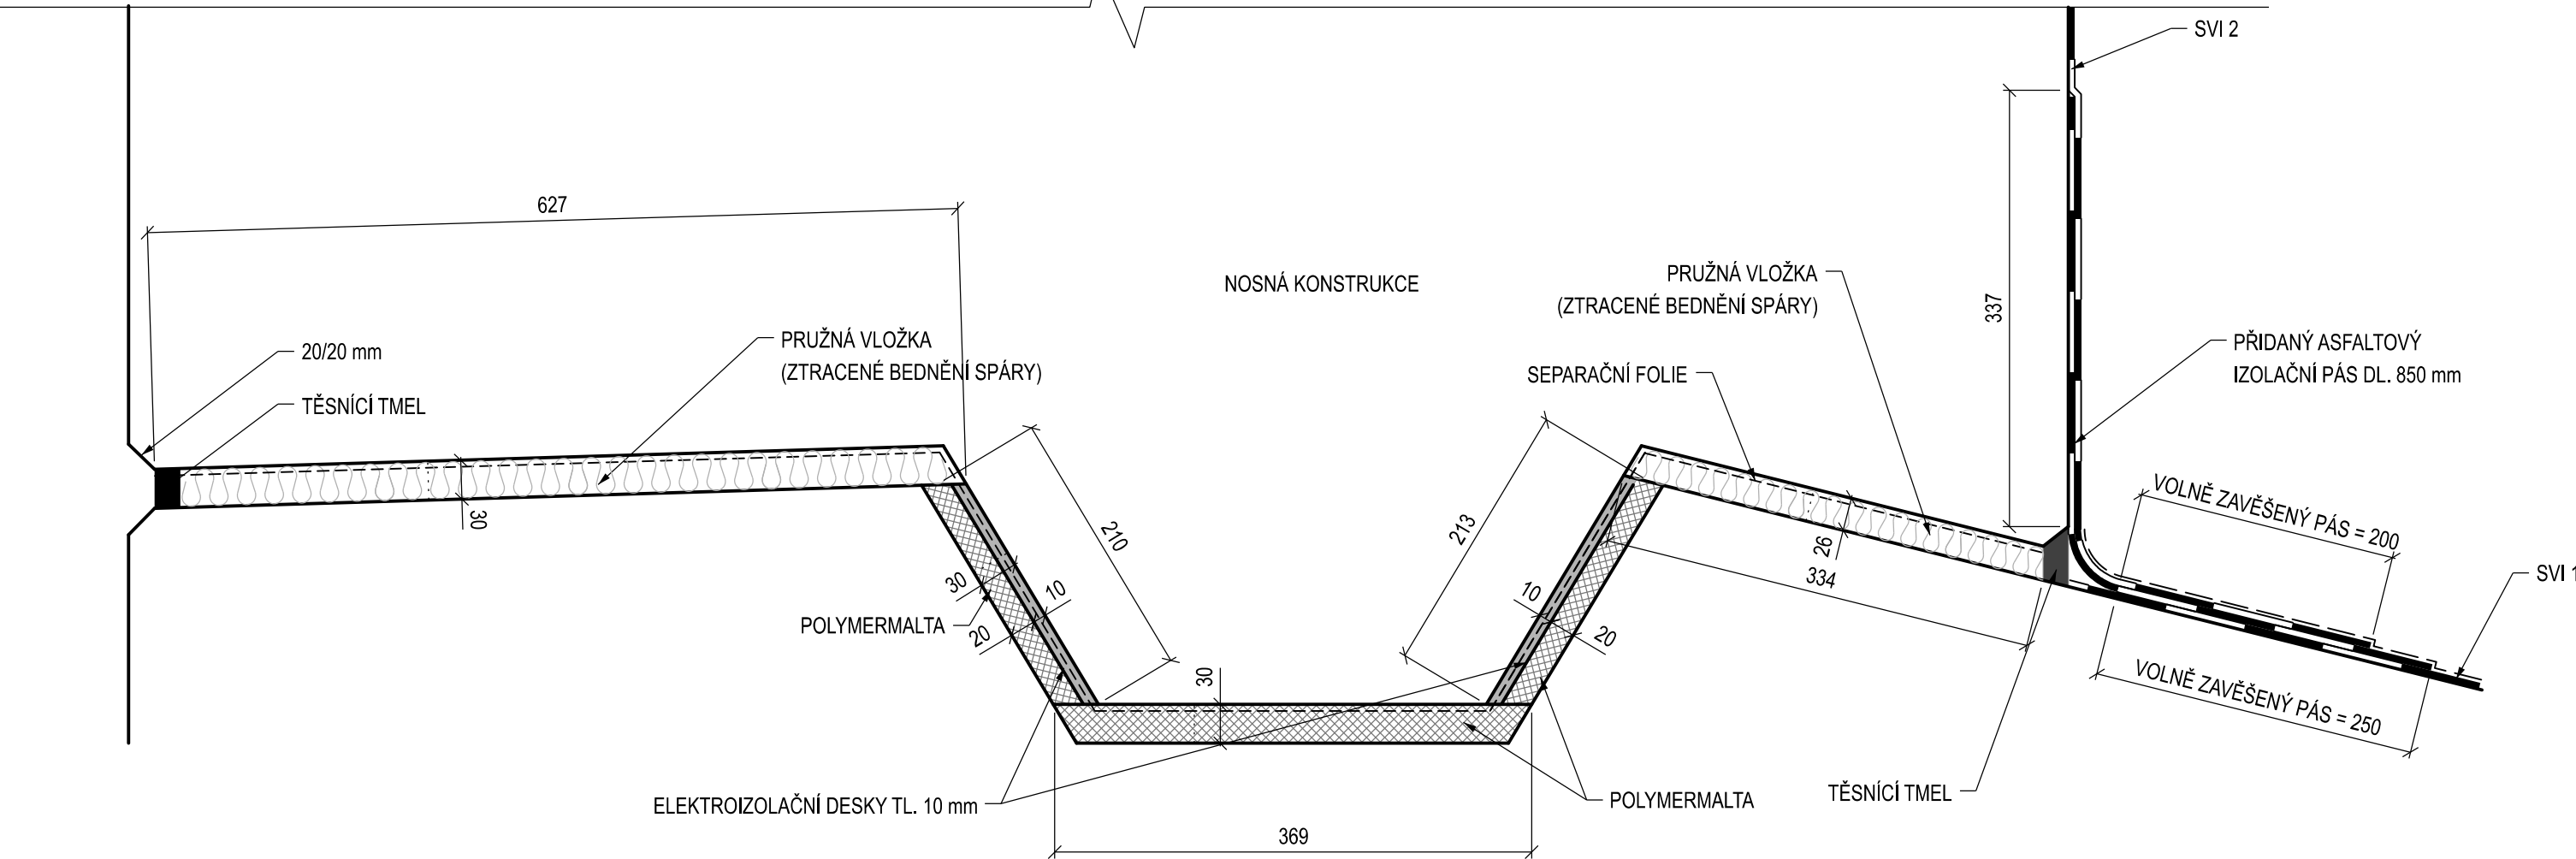 SVI 2
627
NOSNÁ KONSTRUKCE
PRUŽNÁ VLOŽKA
(ZTRACENÉ BEDNĚNÍ SPÁRY)
337
20/20 mm
PRUŽNÁ VLOŽKA
(ZTRACENÉ BEDNĚNÍ SPÁRY)
SEPARAČNÍ FOLIE
PŘIDANÝ ASFALTOVÝ
IZOLAČNÍ PÁS DL. 850 mm
TĚSNÍCÍ TMEL
30
210
213
26
334
VOLNĚ ZAVĚŠENÝ PÁS = 200
SVI 1
30
10
20
POLYMERMALTA
10
20
30
VOLNĚ ZAVĚŠENÝ PÁS = 250
ELEKTROIZOLAČNÍ DESKY TL. 10 mm
POLYMERMALTA
TĚSNÍCÍ TMEL
369